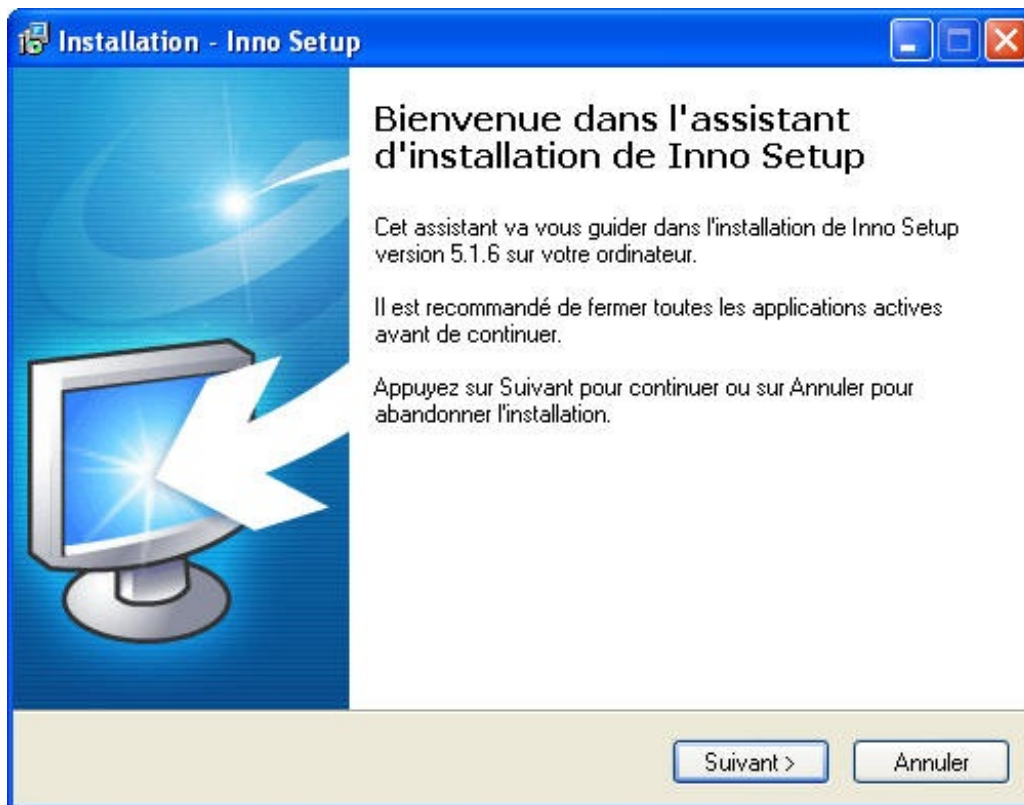 Installation - Inno Setup
Bienvenue dans l'assistant
d'installation de Inno Setup
Cet assistant va vous guider dans l'installation de Inno Setup
version 5.1.6 sur votre ordinateur.
Il est recommandé de fermer toutes les applications actives
avant de continuer.
Appuyez sur Suivant pour continuer ou sur Annuler pour
abandonner l'installation.
Suivant >
Annuler